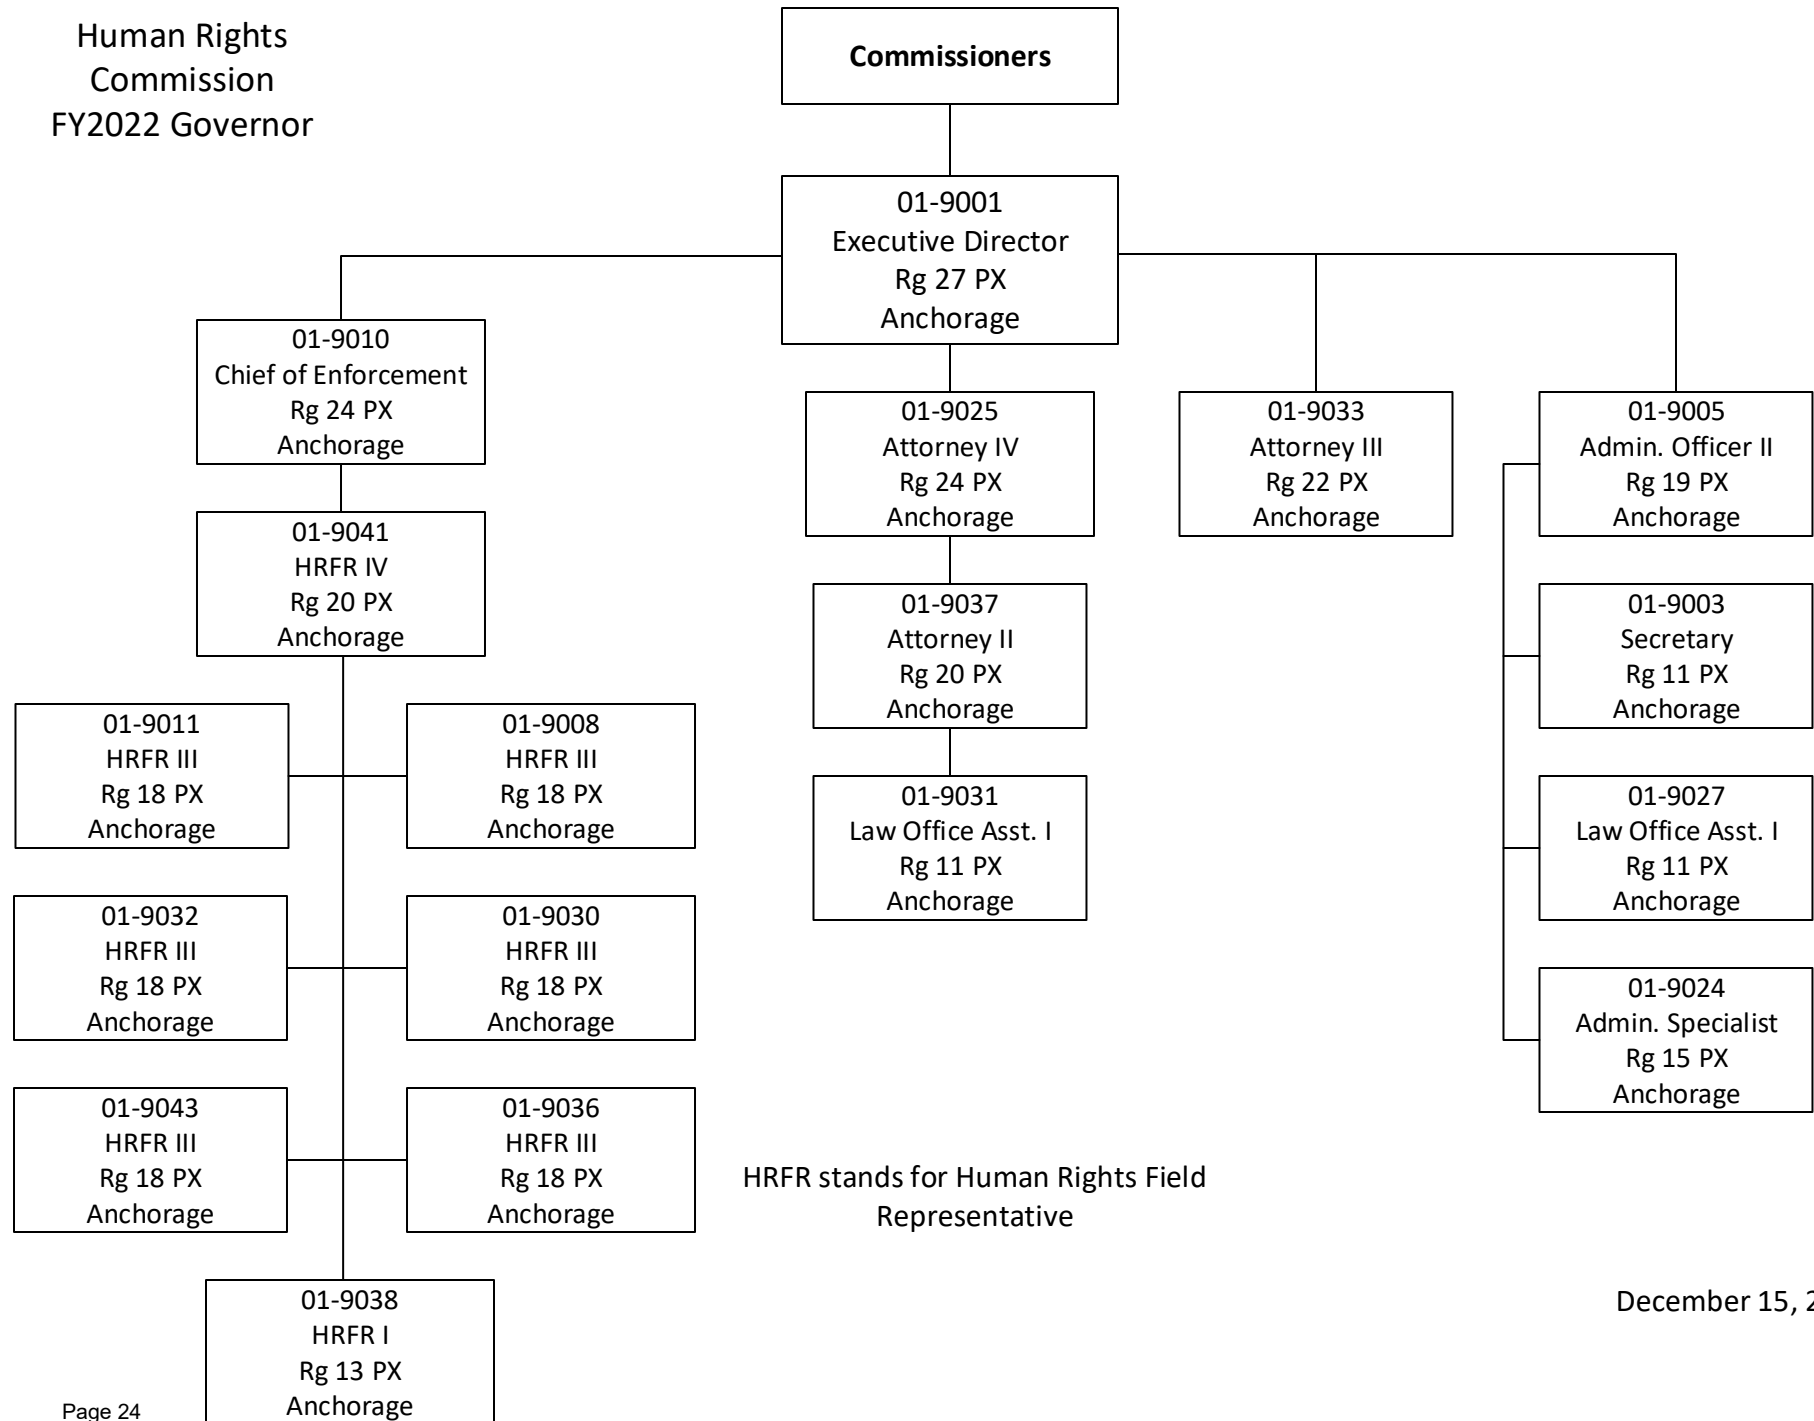 Human Rights
Commission
FY2022 Governor
Commissioners
01-9001
Executive Director
Rg 27 PX
Anchorage
01-9010
Chief of Enforcement
Rg 24 PX
Anchorage
01-9041
HRFR IV
Rg 20 PX
Anchorage
01-9011
HRFR III
Rg 18 PX
Anchorage
01-9008
HRFR III
Rg 18 PX
Anchorage
01-9032
HRFR III
Rg 18 PX
Anchorage
01-9030
HRFR III
Rg 18 PX
Anchorage
01-9043
HRFR III
Rg 18 PX
Anchorage
01-9036
HRFR III
Rg 18 PX
Anchorage
01-9038
HRFR I
Rg 13 PX
Anchorage
01-9025
Attorney IV
Rg 24 PX
Anchorage
01-9037
Attorney II
Rg 20 PX
Anchorage
01-9031
Law Office Asst. I
Rg 11 PX
Anchorage
01-9033
Attorney III
Rg 22 PX
Anchorage
01-9005
Admin. Officer II
Rg 19 PX
Anchorage
01-9003
Secretary
Rg 11 PX
Anchorage
01-9027
Law Office Asst. I
Rg 11 PX
Anchorage
01-9024
Admin. Specialist
Rg 15 PX
Anchorage
HRFR stands for Human Rights Field
Representative
December 15,
Page 24